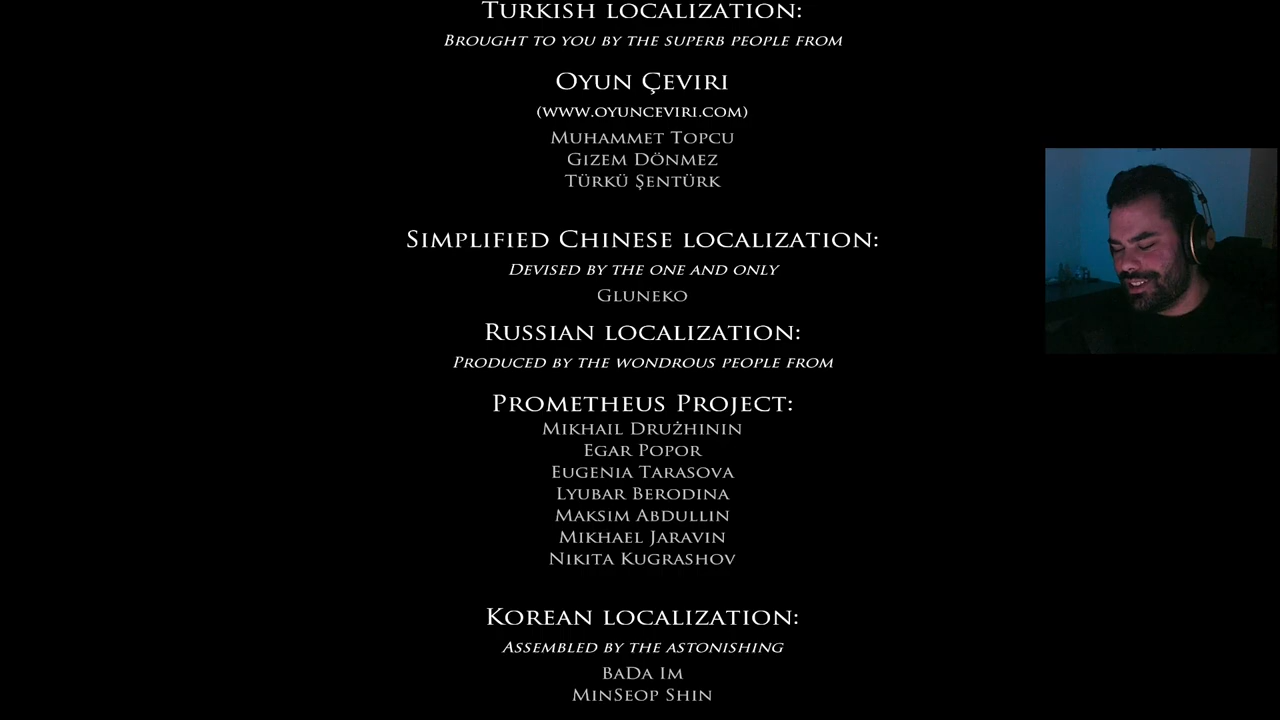 Turkish localization:
Brought to you by the superb people from
Oyun Çeviri
(www.oyunceviri.com)
Muhammet Topcu
Gizem Dönmez
Türkü Şentürk
Simplified Chinese localization:
Devised by the one and only
Gluneko
Russian localization:
Produced by the wondrous people from
Prometheus Project:
Mikhail Drużhinin
Egar Popor
Eugenia Tarasova
Lyubar Berodina
Maksim Abdullin
Mikhael Jaravin
Nikita Kugrashov
Korean localization:
Assembled by the astonishing
BaDa Im
MinSeop Shin